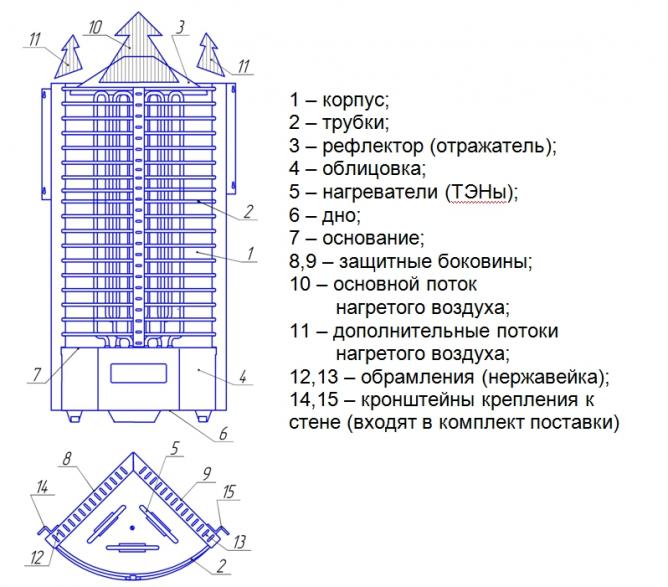 11
10
3
11
2
1
7
4
6
1 – корпус;
2 – трубки;
3 – рефлектор (отражатель);
4 – облицовка;
5 – нагреватели (ТЭНы);
6 – дно;
7 – основание;
8,9 – защитные боковины;
10 – основной поток
нагретого воздуха;
11 – дополнительные потоки
нагретого воздуха;
12,13 – обрамления (нержавейка);
14,15 – кронштейны крепления к
стене (входят в комплект поставки)
8
5
9
14
15
12
13
2